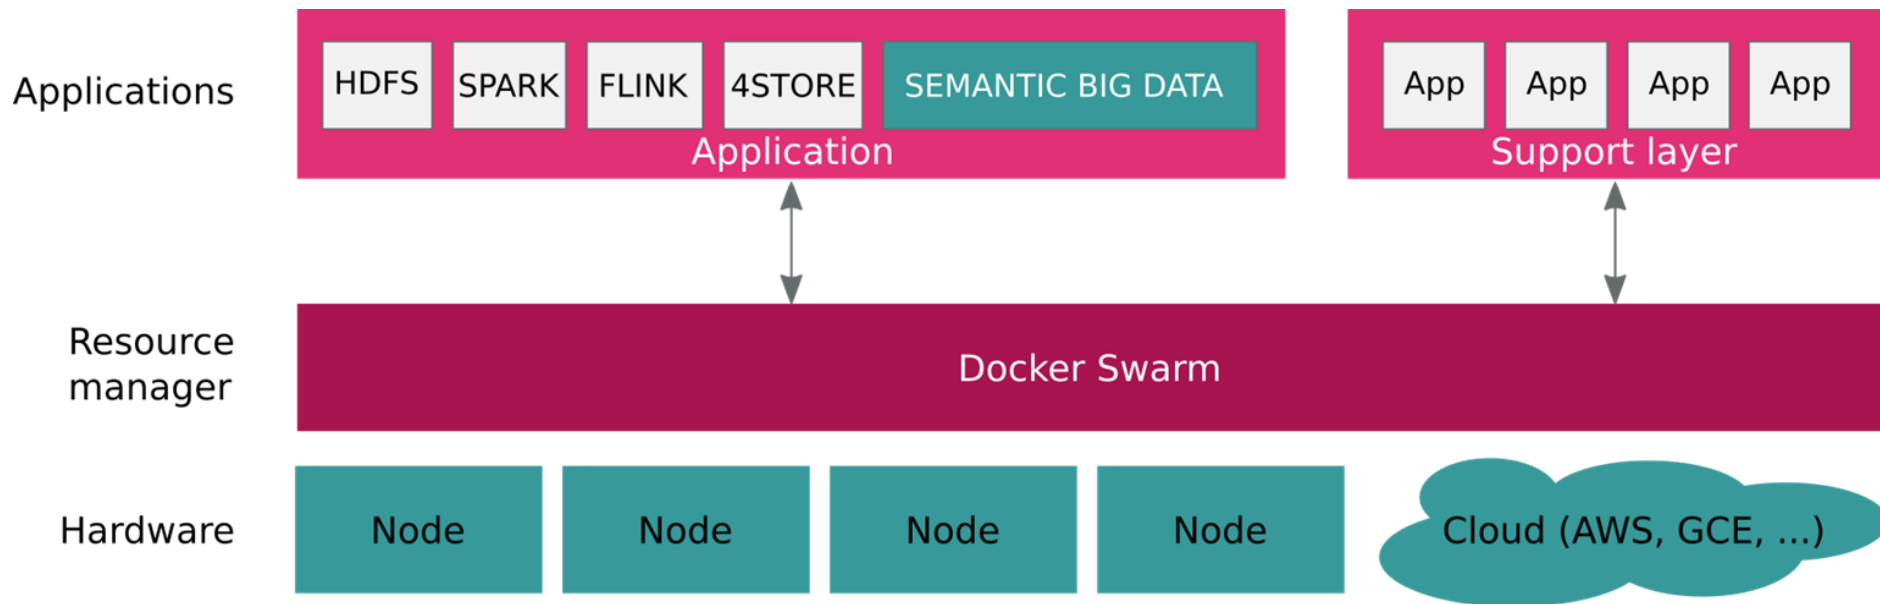 Applications
HDFS
SPARK
FLINK
4STORE
SEMANTIC BIG DATA
Application
App
App
App
App
Support layer
Resource
manager
Docker Swarm
Hardware
Node
Node
Node
Node
Cloud (AWS, GCE, ...)